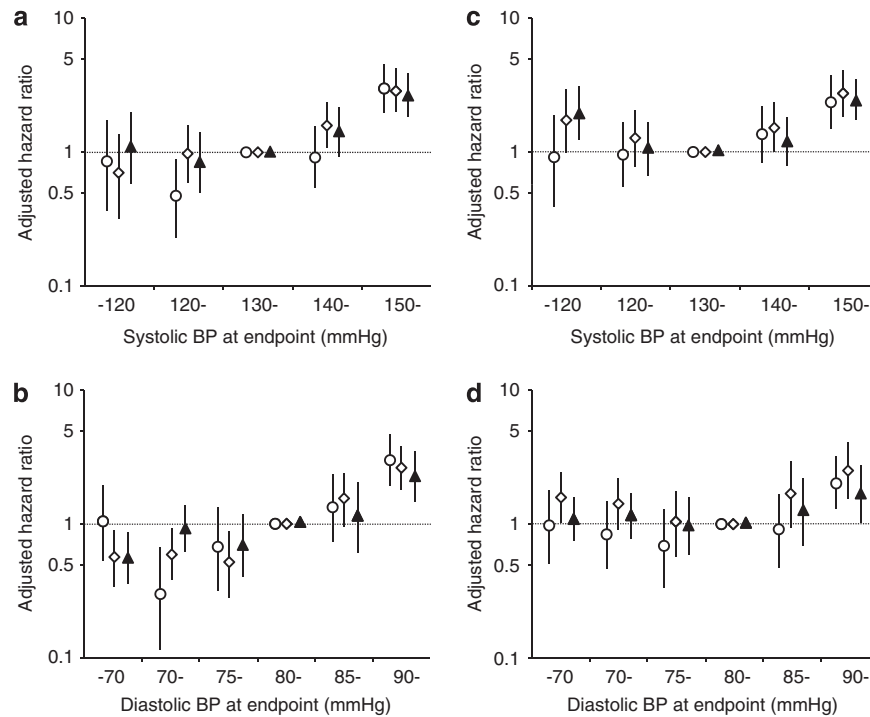 a
10
5
1
0.5
0.1
Adjusted hazard ratio
-120 120- 130- 140- 150-
Systolic BP at endpoint (mmHg)
c
10
5
1
0.5
0.1
Adjusted hazard ratio
-120 120- 130- 140- 150-
Systolic BP at endpoint (mmHg)
b
10
5
1
0.5
0.1
Adjusted hazard ratio
-70 70- 75- 80- 85- 90-
Diastolic BP at endpoint (mmHg)
d
10
5
1
0.5
0.1
Adjusted hazard ratio
-70 70- 75- 80- 85- 90-
Diastolic BP at endpoint (mmHg)